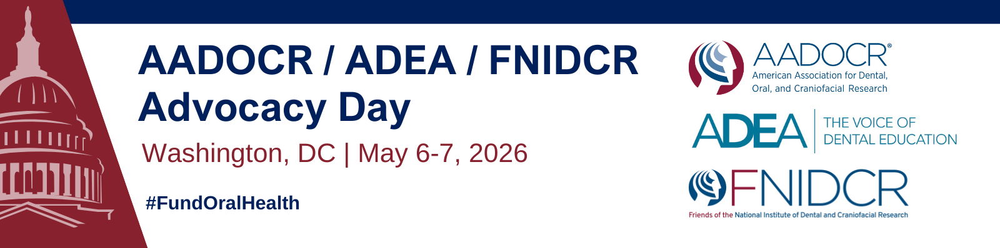 AADOCR / ADEA / FNIDCR
Advocacy Day
Washington, DC | May 6-7, 2026
#FundOralHealth
AADOCR®
American Association for Dental,
Oral, and Craniofacial Research
ADEA
THE VOICE OF
DENTAL EDUCATION
FNIDCR
Friends of the National Institute of Dental and Craniofacial Research